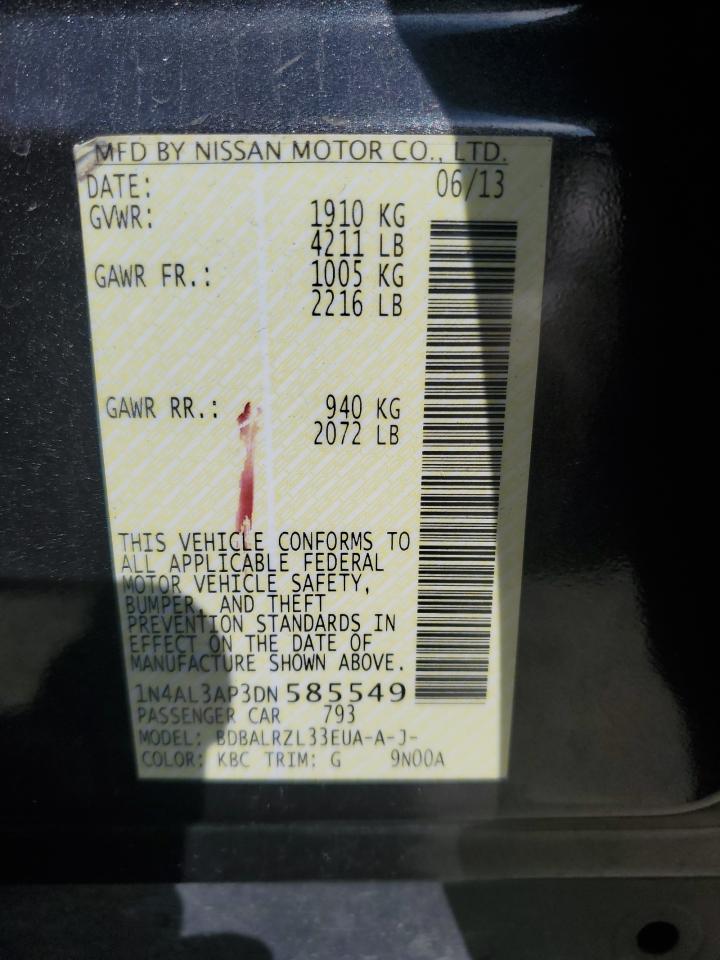 MFD BY NISSAN MOTOR CO., LTD.
DATE: 06/13
GVWR: 1910 KG
4211 LB
GAWR FR.: 1005 KG
2216 LB
GAWR RR.: 940 KG
2072 LB
THIS VEHICLE CONFORMS TO
ALL APPLICABLE FEDERAL
MOTOR VEHICLE SAFETY,
BUMPER, AND THEFT
PREVENTION STANDARDS IN
EFFECT ON THE DATE OF
MANUFACTURE SHOWN ABOVE.
1N4AL3AP3DN585549
PASSENGER CAR 793
MODEL: BDBALRZL33EUA-A-J-
COLOR: KBC TRIM: G 9N00A